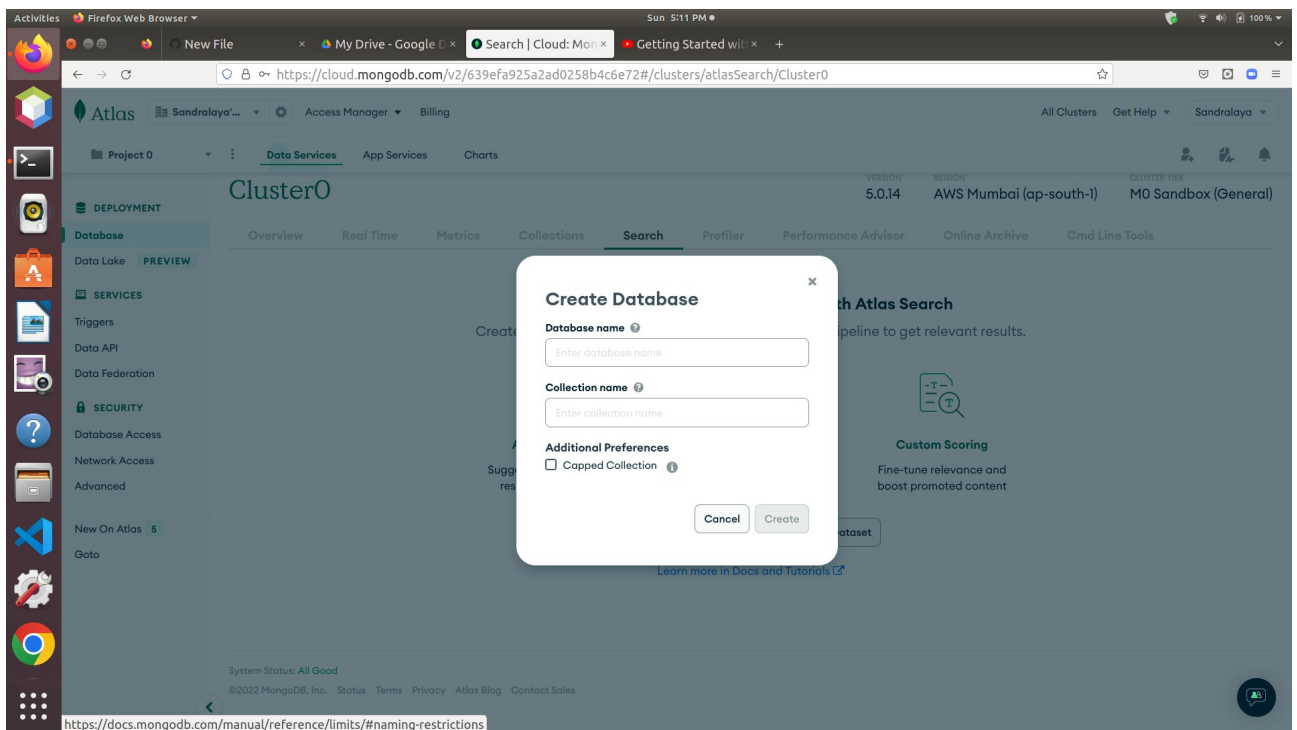 Activities Firefox Web Browser Sun 5:11 PM 100 %
New File × My Drive - Google D × Search | Cloud: Mon × Getting Started wit × +
https://cloud.mongodb.com/v2/639efa925a2ad0258b4c6e72#/clusters/atlasSearch/Cluster0
Atlas Sandralaya'... Access Manager Billing All Clusters Get Help Sandralaya
Project 0 Data Services App Services Charts
VERSION REGION CLUSTER TIER
Cluster0 5.0.14 AWS Mumbai (ap-south-1) M0 Sandbox (General)
DEPLOYMENT
Database
Data Lake PREVIEW
SERVICES
Triggers
Data API
Data Federation
SECURITY
Database Access
Network Access
Advanced
New On Atlas 5
Goto
Overview Real Time Metrics Collections Search Profiler Performance Advisor Online Archive Cmd Line Tools
th Atlas Search
Create ipeline to get relevant results.
Create Database ×
Database name
Enter database name
Collection name
Enter collection name
Additional Preferences
Capped Collection
Cancel Create
Sugg
res
Custom Scoring
Fine-tune relevance and
boost promoted content
ataset
Learn more in Docs and Tutorials
System Status: All Good
©2022 MongoDB, Inc. Status Terms Privacy Atlas Blog Contact Sales
https://docs.mongodb.com/manual/reference/limits/#naming-restrictions